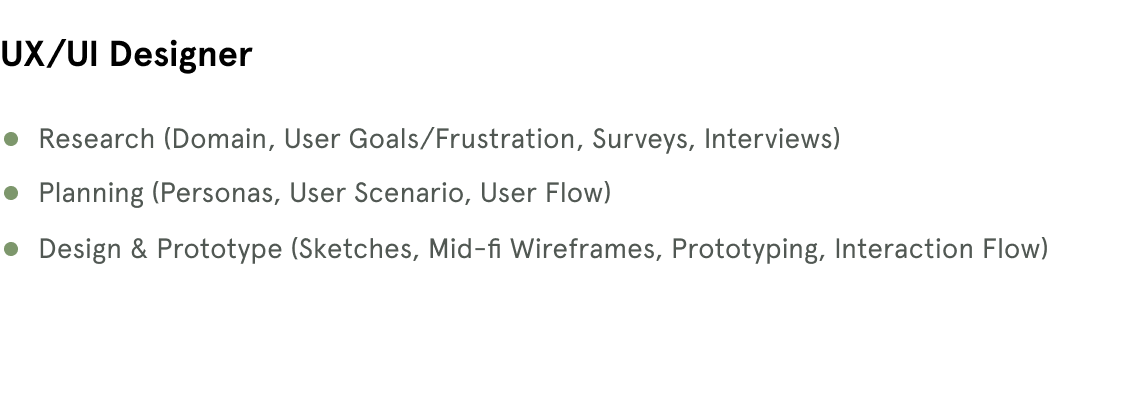 UX/UI Designer
Research (Domain, User Goals/Frustration, Surveys, Interviews)
Planning (Personas, User Scenario, User Flow)
Design & Prototype (Sketches, Mid-fi Wireframes, Prototyping, Interaction Flow)